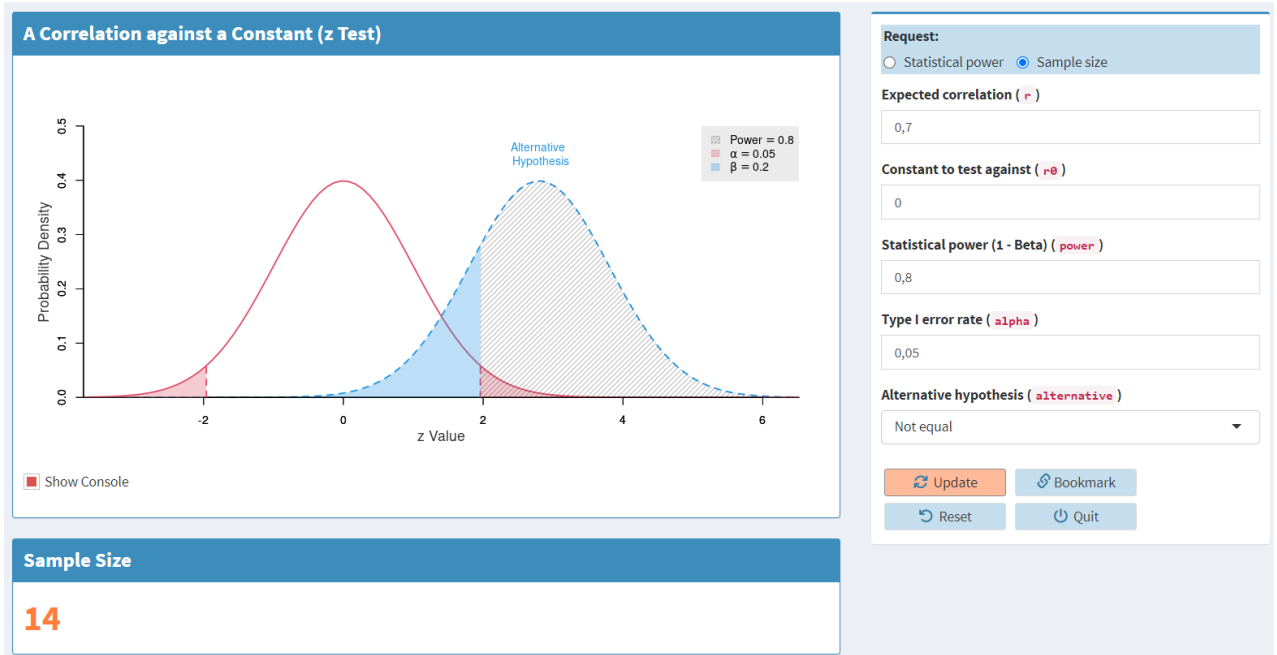 A Correlation against a Constant (z Test)
Alternative
Hypothesis
Power = 0.8
α = 0.05
β = 0.2
Probability Density
0.5
0.4
0.3
0.2
0.1
0.0
-2
0
2
4
6
z Value
Show Console
Sample Size
14
Request:
Statistical power
Sample size
Expected correlation ( r )
0,7
Constant to test against ( r0 )
0
Statistical power (1 - Beta) ( power )
0,8
Type I error rate ( alpha )
0,05
Alternative hypothesis ( alternative )
Not equal
Update
Bookmark
Reset
Quit